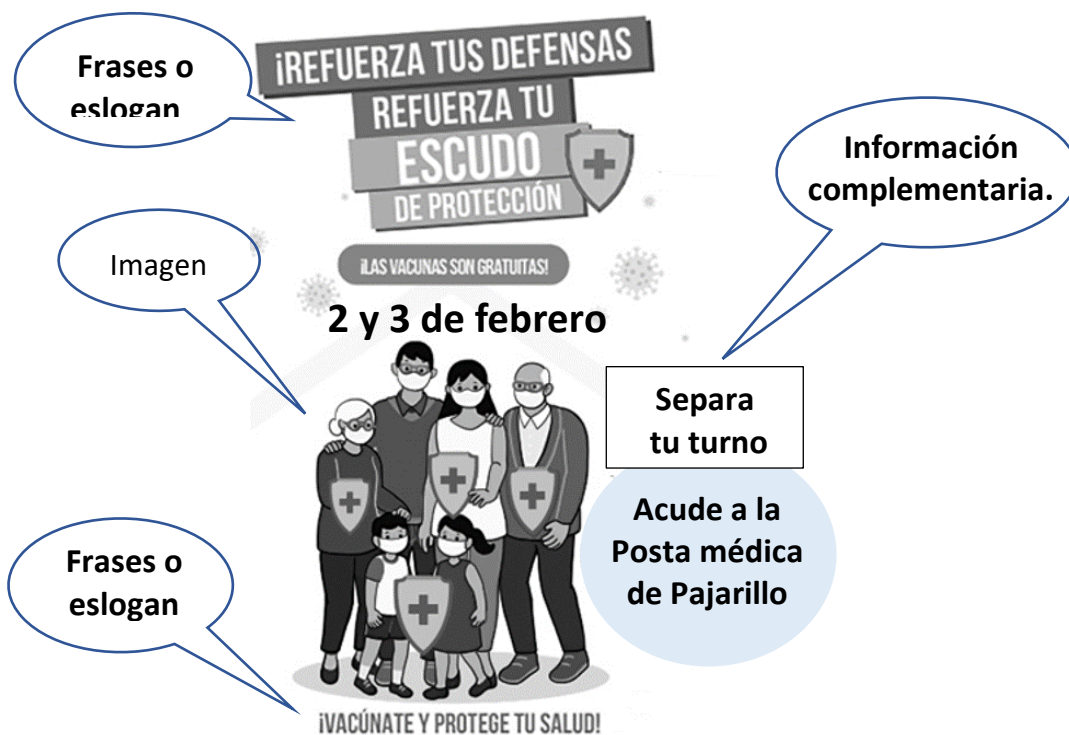 Frases o
eslogan
¡REFUERZA TUS DEFENSAS
REFUERZA TU
ESCUDO
DE PROTECCIÓN
Información
complementaria.
Imagen
¡LAS VACUNAS SON GRATUITAS!
2 y 3 de febrero
Separa
tu turno
Acude a la
Posta médica
de Pajarillo
Frases o
eslogan
¡VACÚNATE Y PROTEGE TU SALUD!